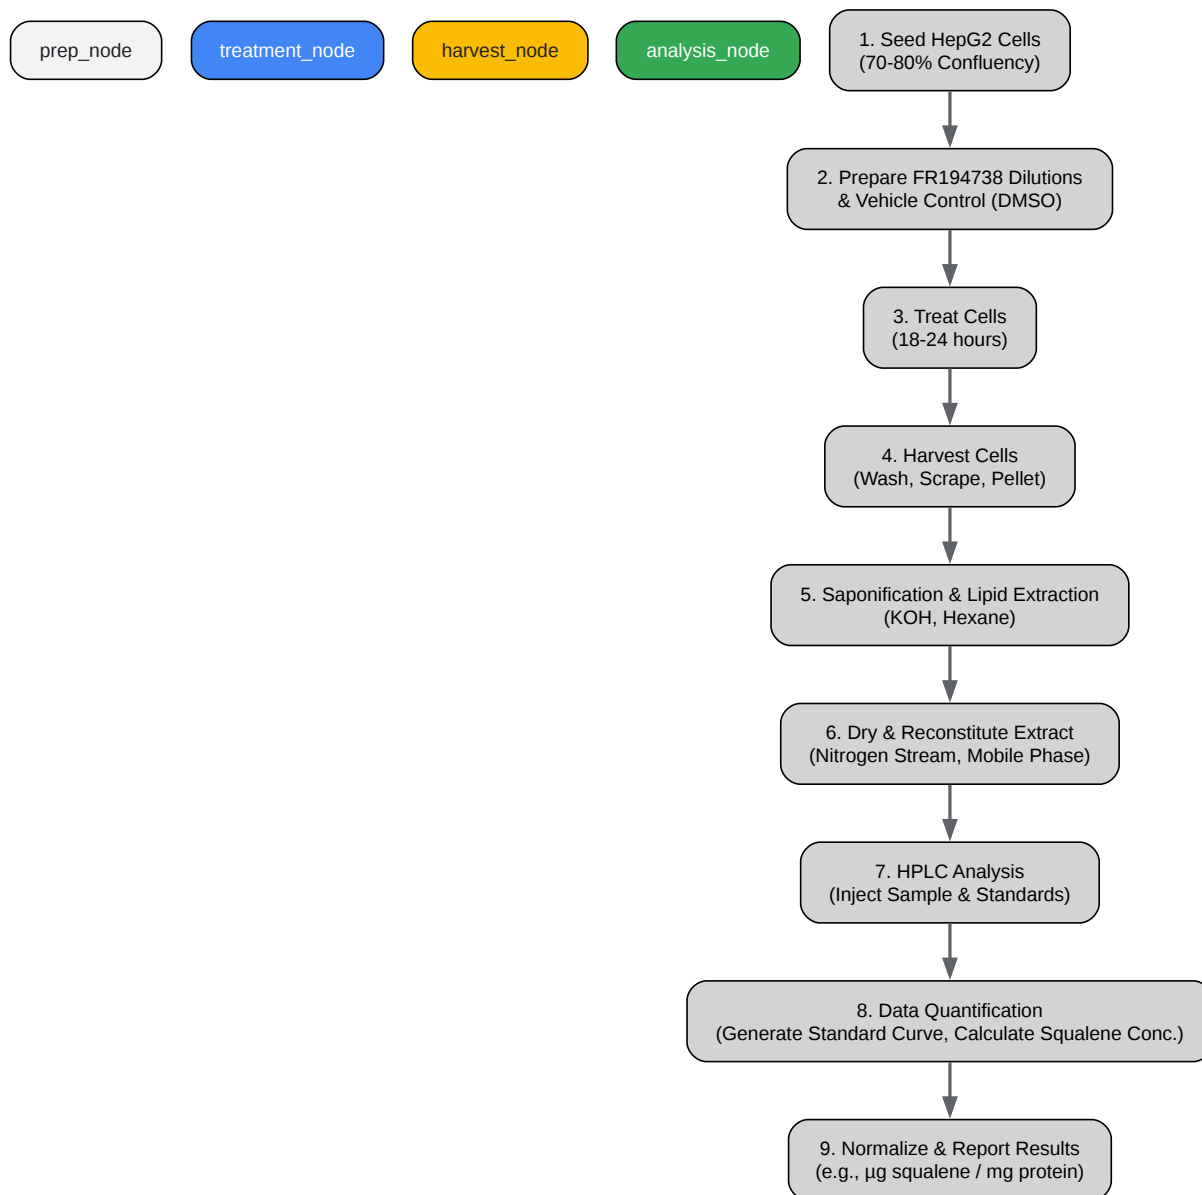 prep_node
treatment_node
harvest_node
analysis_node
1. Seed HepG2 Cells
(70-80% Confluency)
2. Prepare FR194738 Dilutions
& Vehicle Control (DMSO)
3. Treat Cells
(18-24 hours)
4. Harvest Cells
(Wash, Scrape, Pellet)
5. Saponification & Lipid Extraction
(KOH, Hexane)
6. Dry & Reconstitute Extract
(Nitrogen Stream, Mobile Phase)
7. HPLC Analysis
(Inject Sample & Standards)
8. Data Quantification
(Generate Standard Curve, Calculate Squalene Conc.)
9. Normalize & Report Results
(e.g., µg squalene / mg protein)